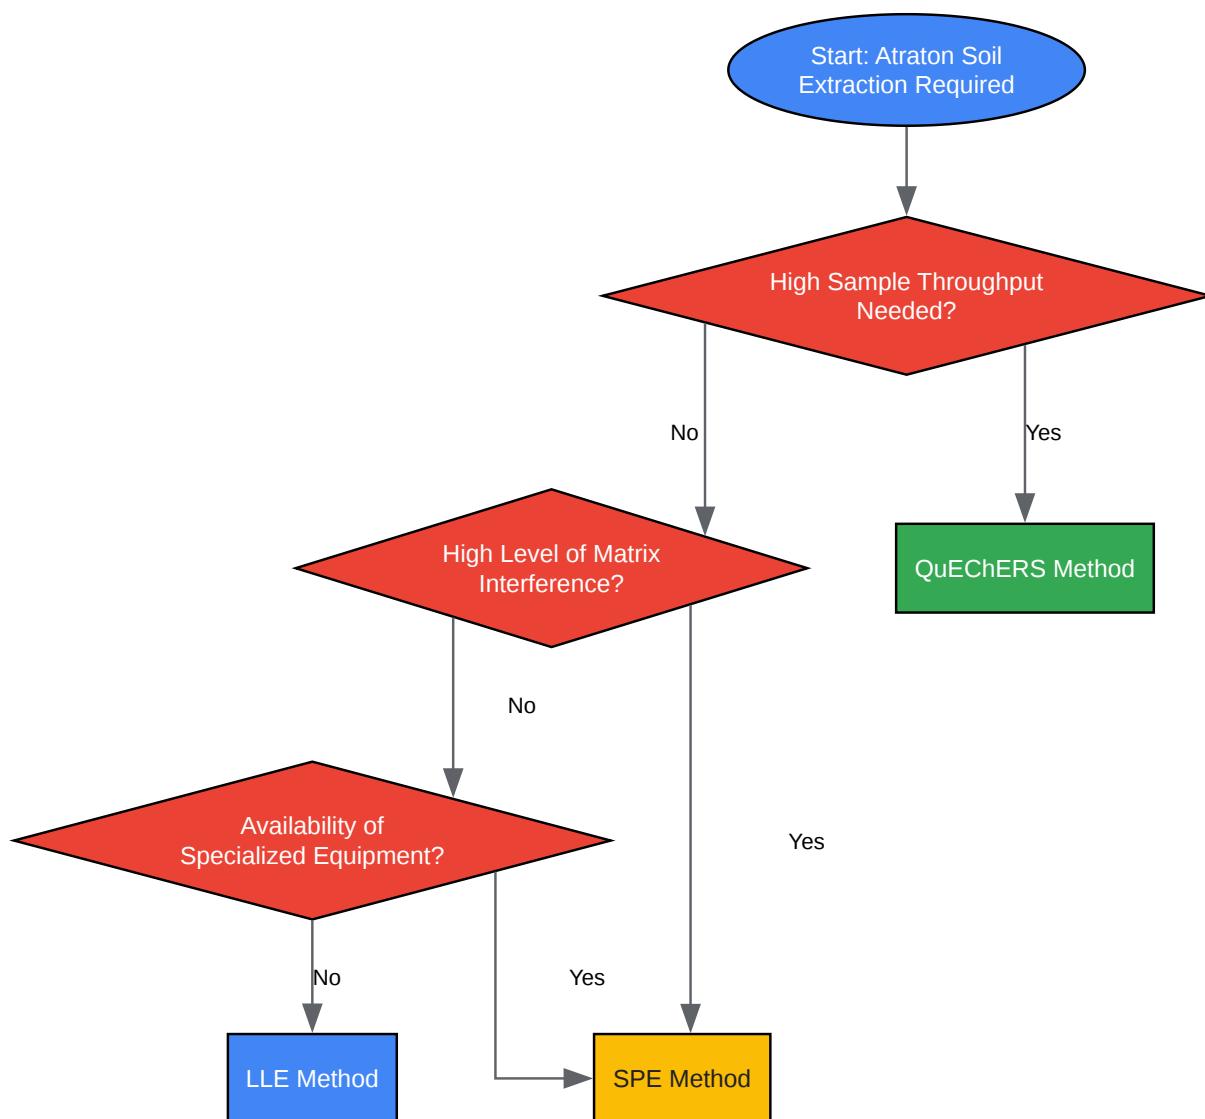 Start: Atraton Soil
Extraction Required
High Sample Throughput
Needed?
No
Yes
High Level of Matrix
Interference?
QuEChERS Method
No
Availability of
Specialized Equipment?
Yes
No
Yes
LLE Method
SPE Method